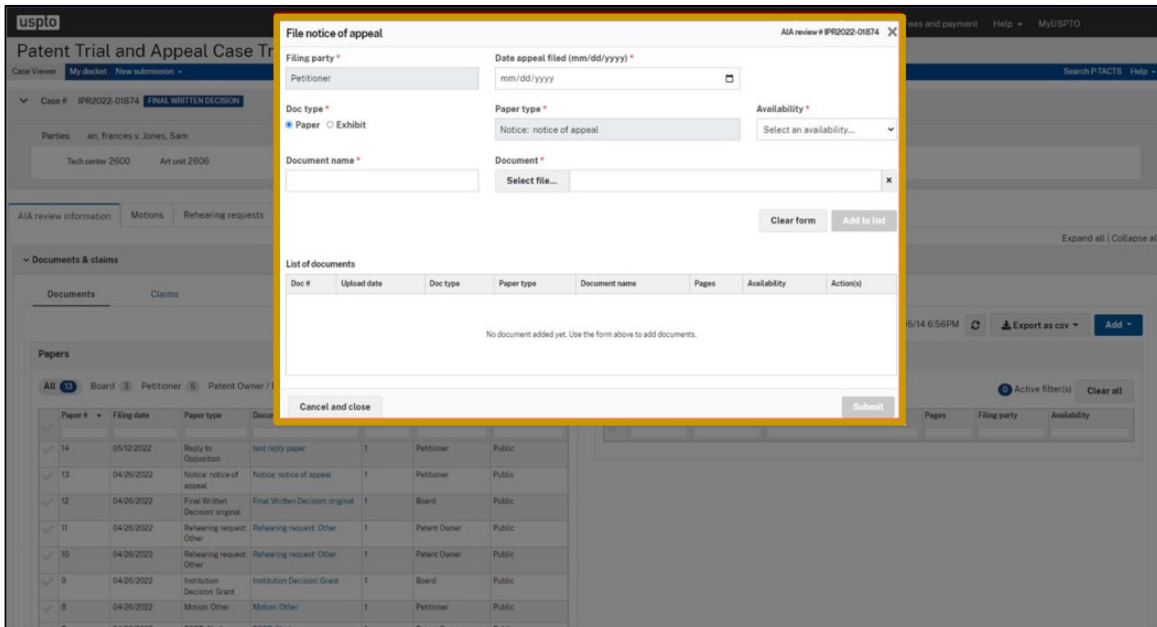 uspto
ees and payment Help MyUSPTO
Patent Trial and Appeal Case Tr
Case Viewer My docket New submission
Search P-TACTS Help
Case # IPR2022-01874 FINAL WRITTEN DECISION
Parties an, frances v. Jones, Sam
Tech center 2600 Art unit 2606
AIA review information Motions Rehearing requests
Expand all | Collapse al
Documents & claims
Documents Claims
05/14 6:56PM Export as csv Add
Papers
All 13 Board 3 Petitioner 5 Patent Owner /
0 Active filter(s) Clear all
Paper # Filing date Paper type Docum
Pages Filing party Availability
14 05/12/2022 Reply to Opposition test reply paper 1 Petitioner Public
13 04/26/2022 Notice: notice of appeal Notice: notice of appeal 1 Petitioner Public
12 04/26/2022 Final Written Decision: original Final Written Decision: original 1 Board Public
11 04/26/2022 Rehearing request: Other Rehearing request: Other 1 Patent Owner Public
10 04/26/2022 Rehearing request: Other Rehearing request: Other 1 Patent Owner Public
9 04/26/2022 Institution Decision: Grant Institution Decision: Grant 1 Board Public
8 04/26/2022 Motion: Other Motion: Other 1 Petitioner Public
File notice of appeal
AIA review # IPR2022-01874
Filing party * Date appeal filed (mm/dd/yyyy) *
Petitioner mm/dd/yyyy
Doc type * Paper type * Availability *
Paper Exhibit Notice: notice of appeal Select an availability...
Document name * Document *
Select file...
Clear form Add to list
List of documents
Doc # Upload date Doc type Paper type Document name Pages Availability Action(s)
No document added yet. Use the form above to add documents.
Cancel and close Submit